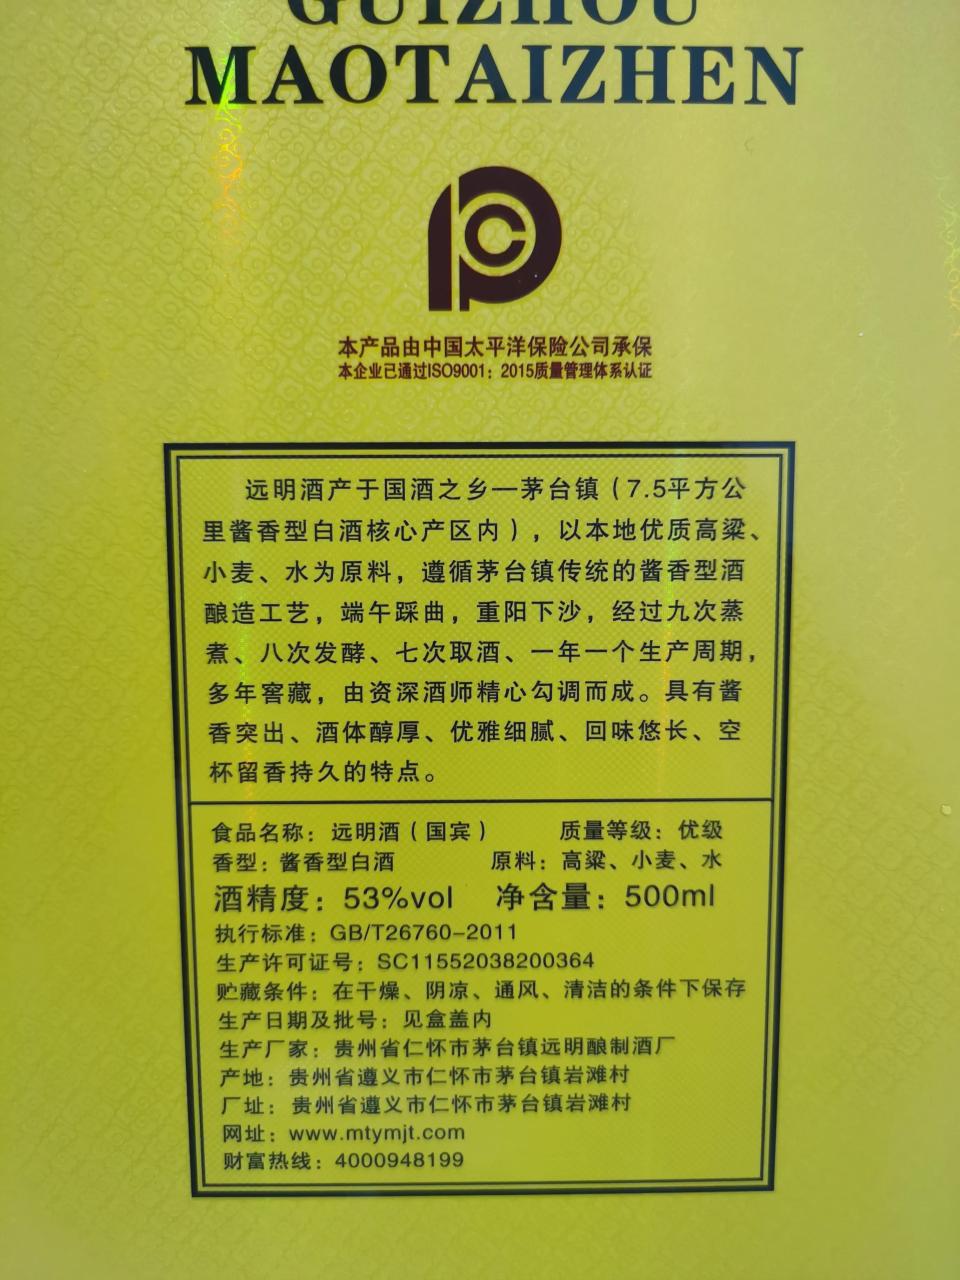 GUIZHOU
MAOTAIZHEN
本产品由中国太平洋保险公司承保
本企业已通过ISO9001：2015质量管理体系认证
远明酒产于国酒之乡—茅台镇（7.5平方公
里酱香型白酒核心产区内），以本地优质高粱、
小麦、水为原料，遵循茅台镇传统的酱香型酒
酿造工艺，端午踩曲，重阳下沙，经过九次蒸
煮、八次发酵、七次取酒、一年一个生产周期，
多年窖藏，由资深酒师精心勾调而成。具有酱
香突出、酒体醇厚、优雅细腻、回味悠长、空
杯留香持久的特点。
食品名称：远明酒（国宾） 质量等级：优级
香型：酱香型白酒 原料：高粱、小麦、水
酒精度：53%vol 净含量：500ml
执行标准：GB/T26760-2011
生产许可证号：SC11552038200364
贮藏条件：在干燥、阴凉、通风、清洁的条件下保存
生产日期及批号：见盒盖内
生产厂家：贵州省仁怀市茅台镇远明酿制酒厂
产地：贵州省遵义市仁怀市茅台镇岩滩村
厂址：贵州省遵义市仁怀市茅台镇岩滩村
网址：www.mtymjt.com
财富热线：4000948199